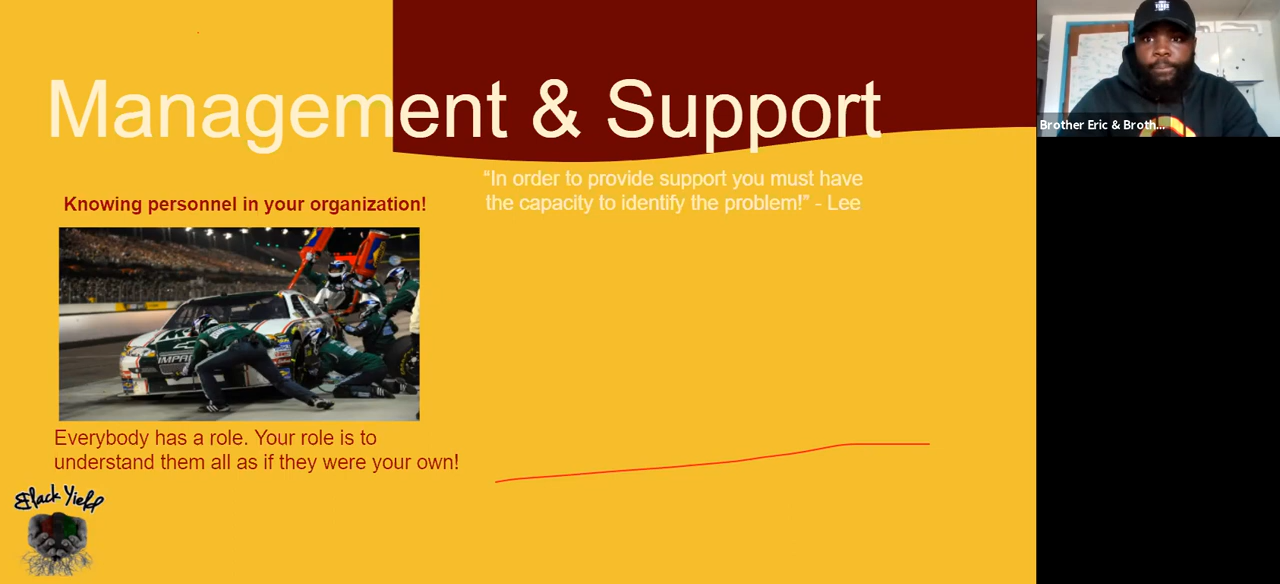 Management & Support
“In order to provide support you must have
the capacity to identify the problem!” - Lee
Knowing personnel in your organization!
IMPR
Everybody has a role. Your role is to
understand them all as if they were your own!
Black Yield
Brother Eric & Broth...